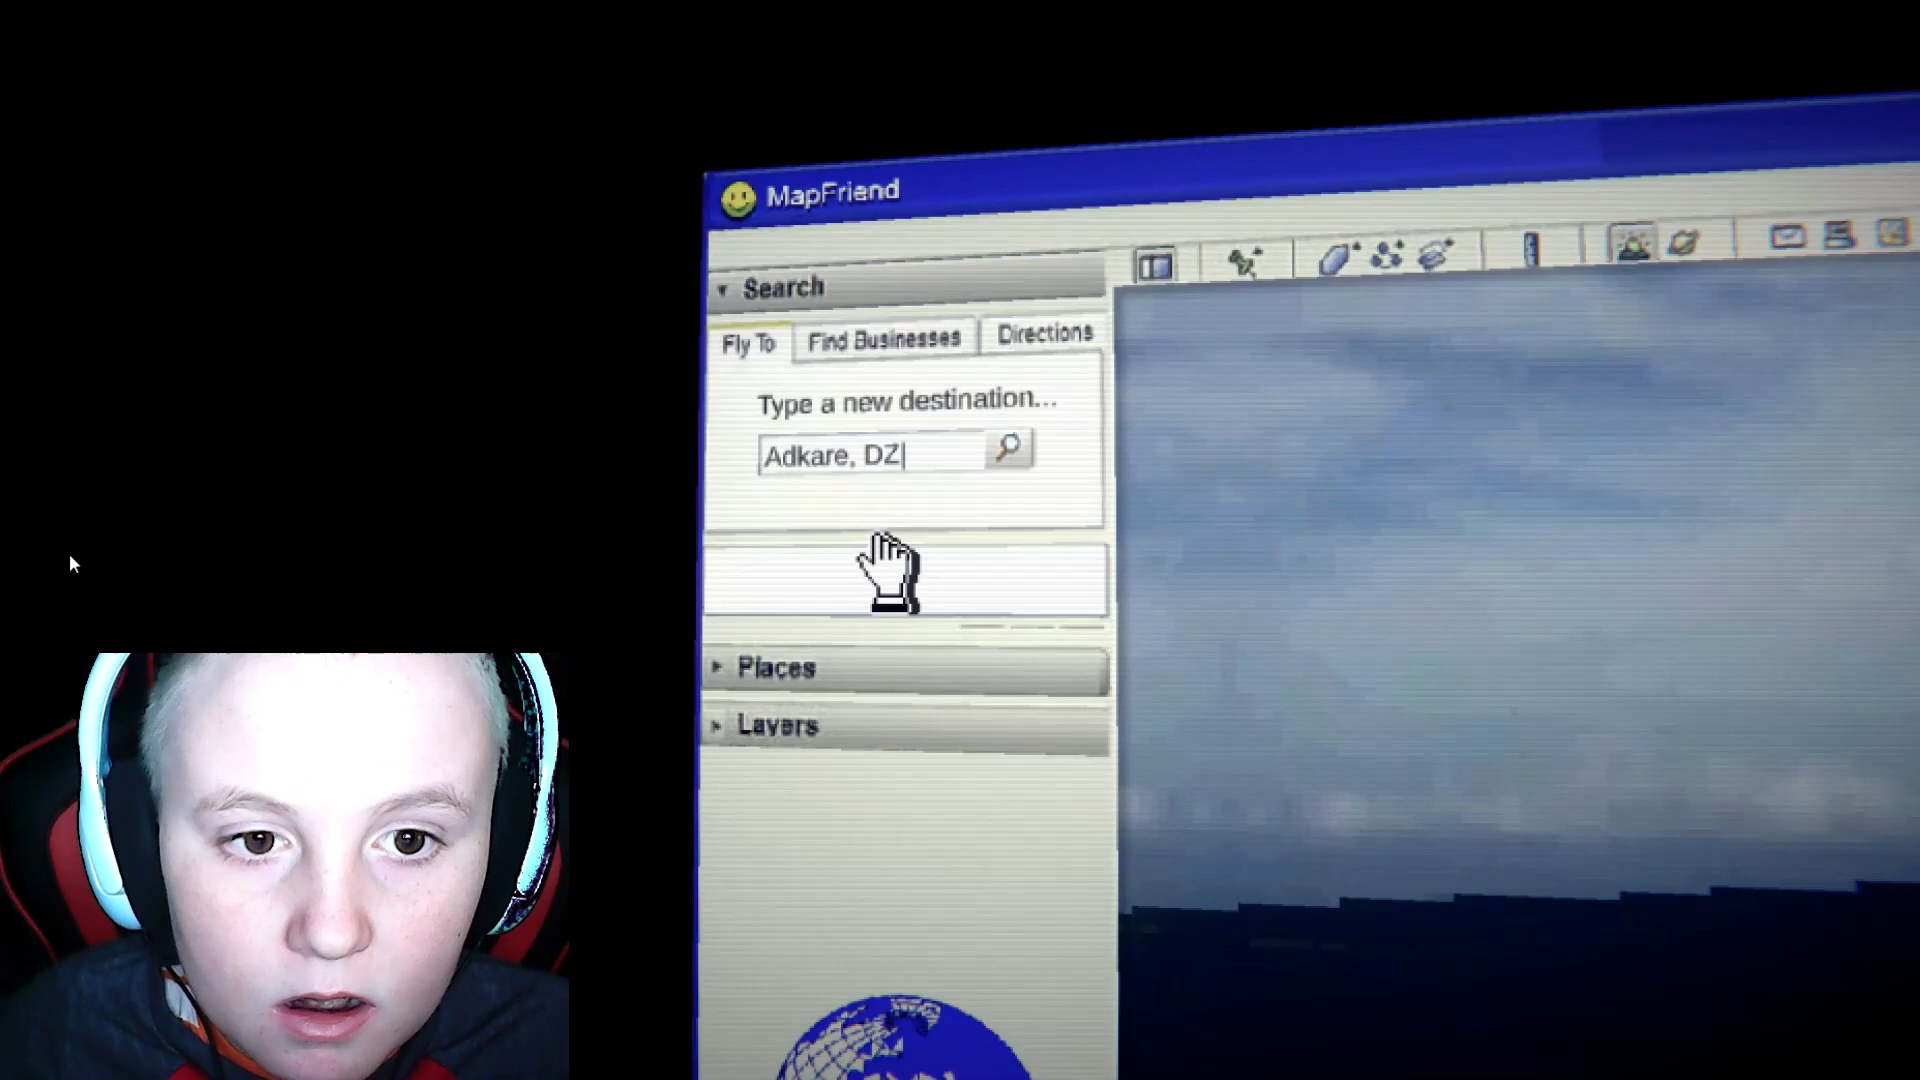 MapFriend
Search
Fly To
Find Businesses
Directions
Type a new destination...
Adkare, DZ
Places
Layers